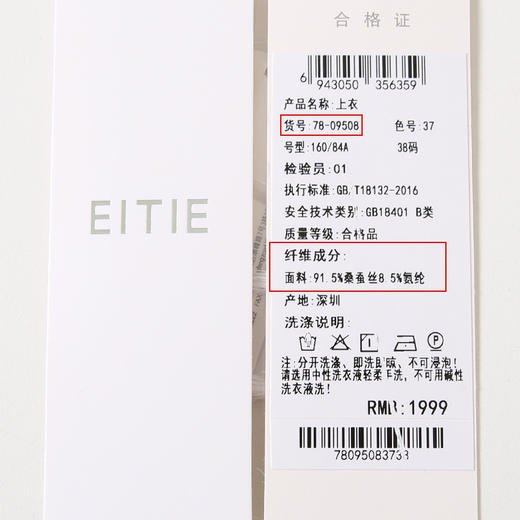 合格证
6 943050 356359
产品名称:上衣
货号:78-09508 色号:37
号型:160/84A 38码
检验员:01
执行标准:GB/T18132-2016
安全技术类别:GB18401 B类
质量等级:合格品
纤维成分:
面料:91.5%桑蚕丝8.5%氨纶
产地:深圳
洗涤说明:
注:分开洗涤、即洗即晾、不可浸泡!
请选用中性洗衣液轻柔手洗,不可用碱性
洗衣液洗!
RMB:1999
EITIE